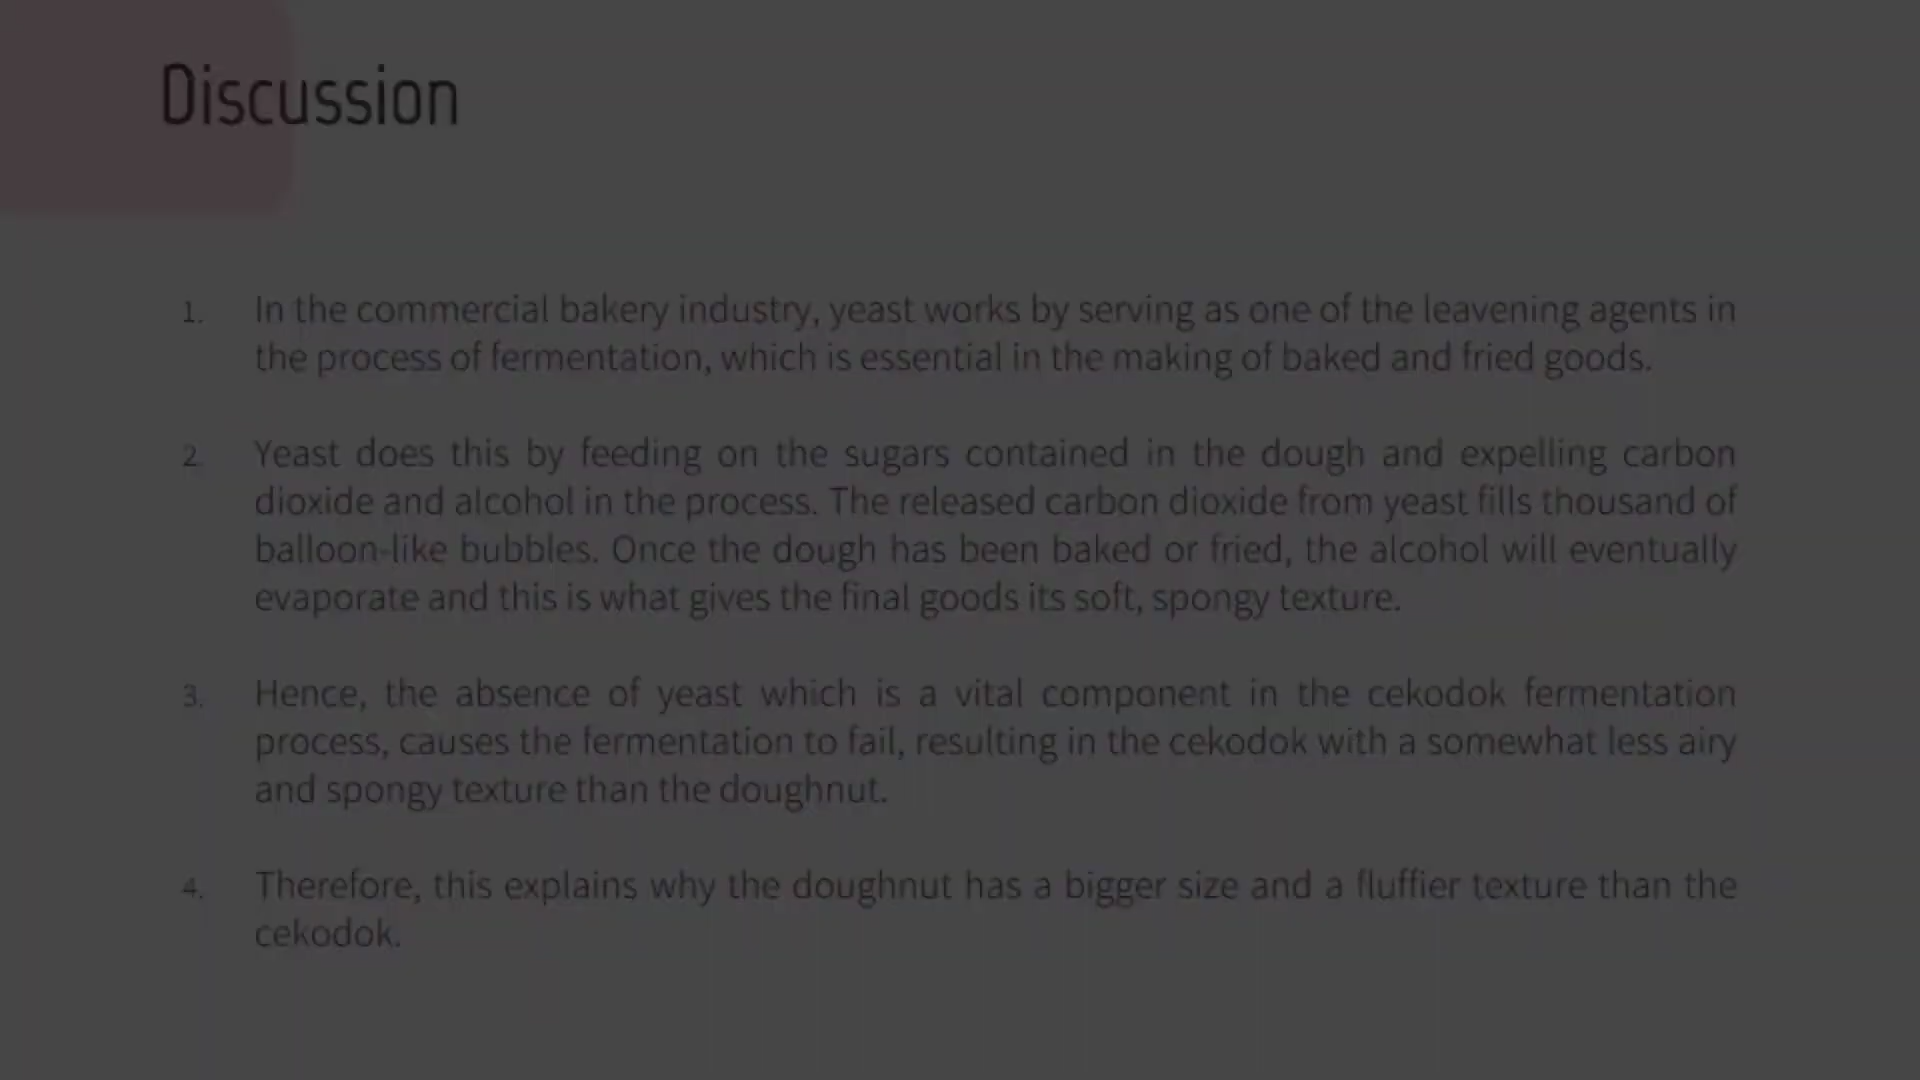 Discussion
1. In the commercial bakery industry, yeast works by serving as one of the leavening agents in
the process of fermentation, which is essential in the making of baked and fried goods.
2. Yeast does this by feeding on the sugars contained in the dough and expelling carbon
dioxide and alcohol in the process. The released carbon dioxide from yeast fills thousand of
balloon-like bubbles. Once the dough has been baked or fried, the alcohol will eventually
evaporate and this is what gives the final goods its soft, spongy texture.
3. Hence, the absence of yeast which is a vital component in the cekodok fermentation
process, causes the fermentation to fail, resulting in the cekodok with a somewhat less airy
and spongy texture than the doughnut.
4. Therefore, this explains why the doughnut has a bigger size and a fluffier texture than the
cekodok.